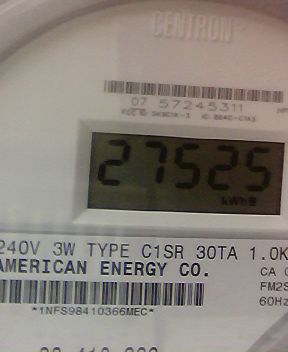 CENTRON
07 57245311
27525
kWh
240V 3W TYPE C1SR 30TA 1.0K
AMERICAN ENERGY CO.
CA 0
FM2S
60Hz
*1NFS98410366MEC*